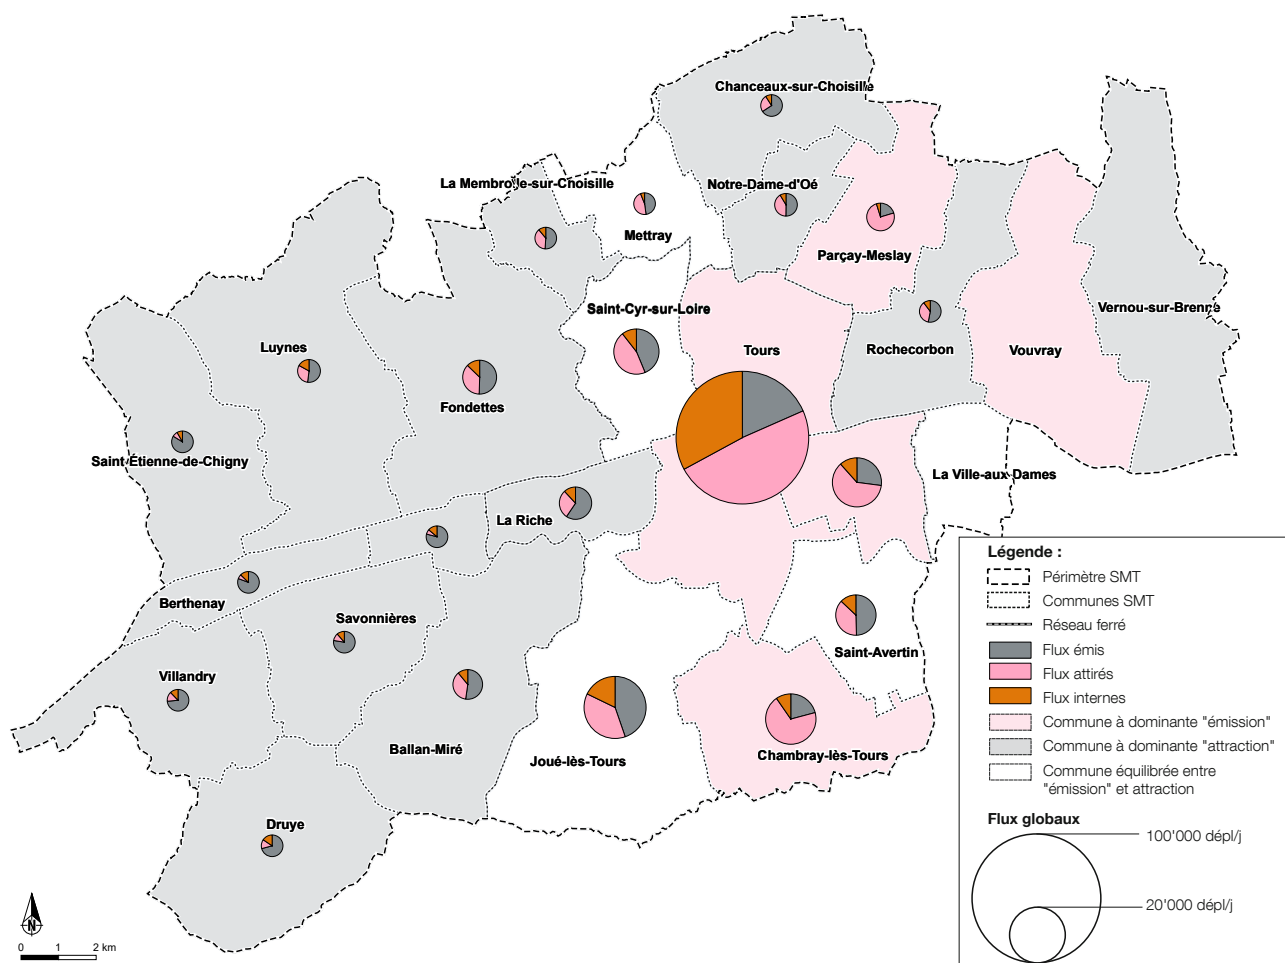 Chanceaux-sur-Choisille
La Membrolle-sur-Choisille
Notre-Dame-d'Oé
Mettray
Parçay-Meslay
Saint-Cyr-sur-Loire
Vernou-sur-Brenne
Luynes
Tours
Rochecorbon
Vouvray
Fondettes
Saint-Étienne-de-Chigny
La Ville-aux Dames
La Riche
Berthenay
Savonnières
Saint-Avertin
Villandry
Ballan-Miré
Joué-lès-Tours
Chambray-lès-Tours
Druye
Légende :
Périmètre SMT
Communes SMT
Réseau ferré
Flux émis
Flux attirés
Flux internes
Commune à dominante "émission"
Commune à dominante "attraction"
Commune équilibrée entre
"émission" et attraction
Flux globaux
100'000 dépl/j
20'000 dépl/j
N
0 1 2 km